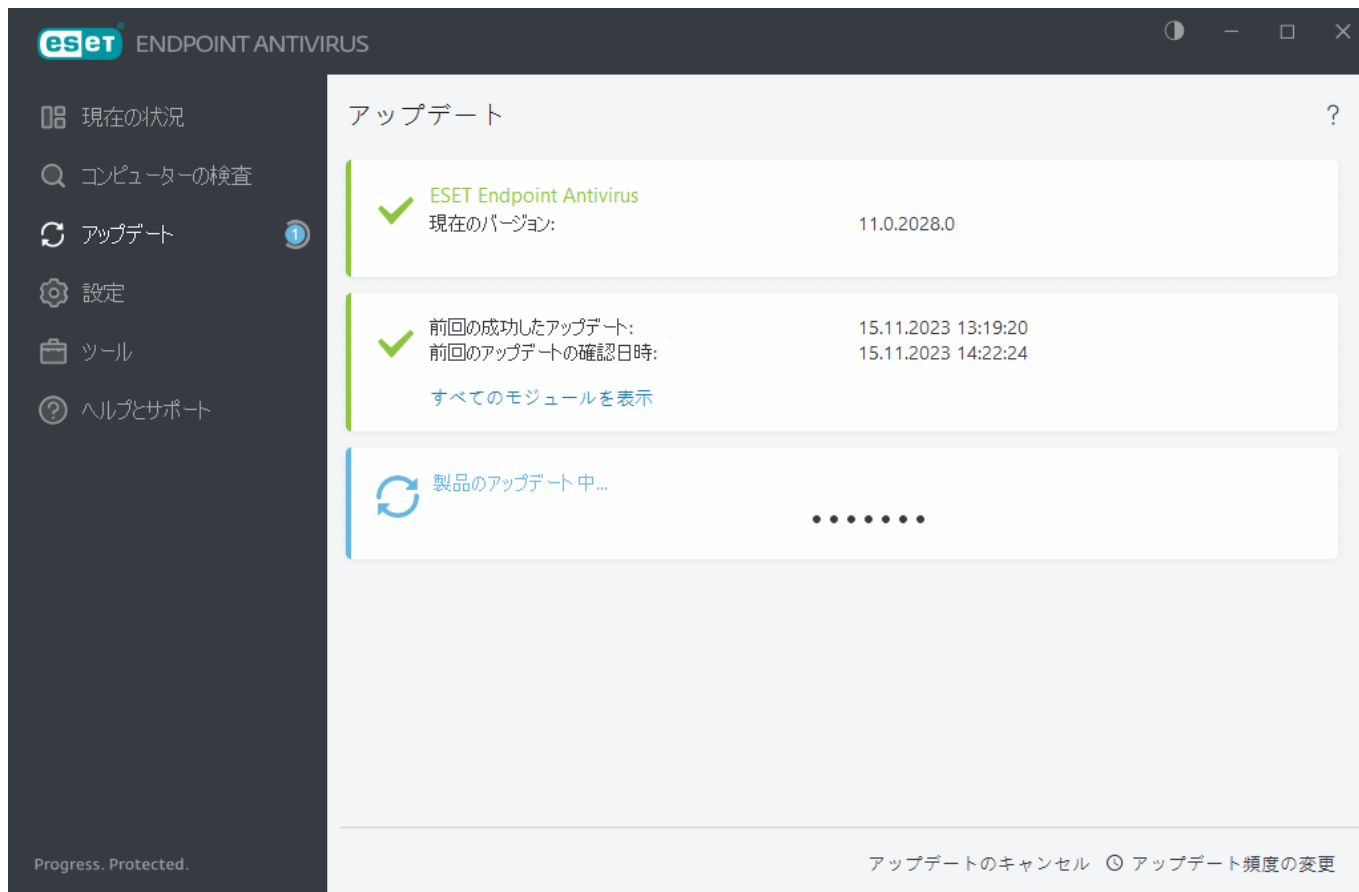 eset ENDPOINT ANTIVIRUS
現在の状況
コンピューターの検査
アップデート 1
設定
ツール
ヘルプとサポート
Progress. Protected.
アップデート ?
ESET Endpoint Antivirus
現在のバージョン: 11.0.2028.0
前回の成功したアップデート: 15.11.2023 13:19:20
前回のアップデートの確認日時: 15.11.2023 14:22:24
すべてのモジュールを表示
製品のアップデート中...
アップデートのキャンセル アップデート頻度の変更